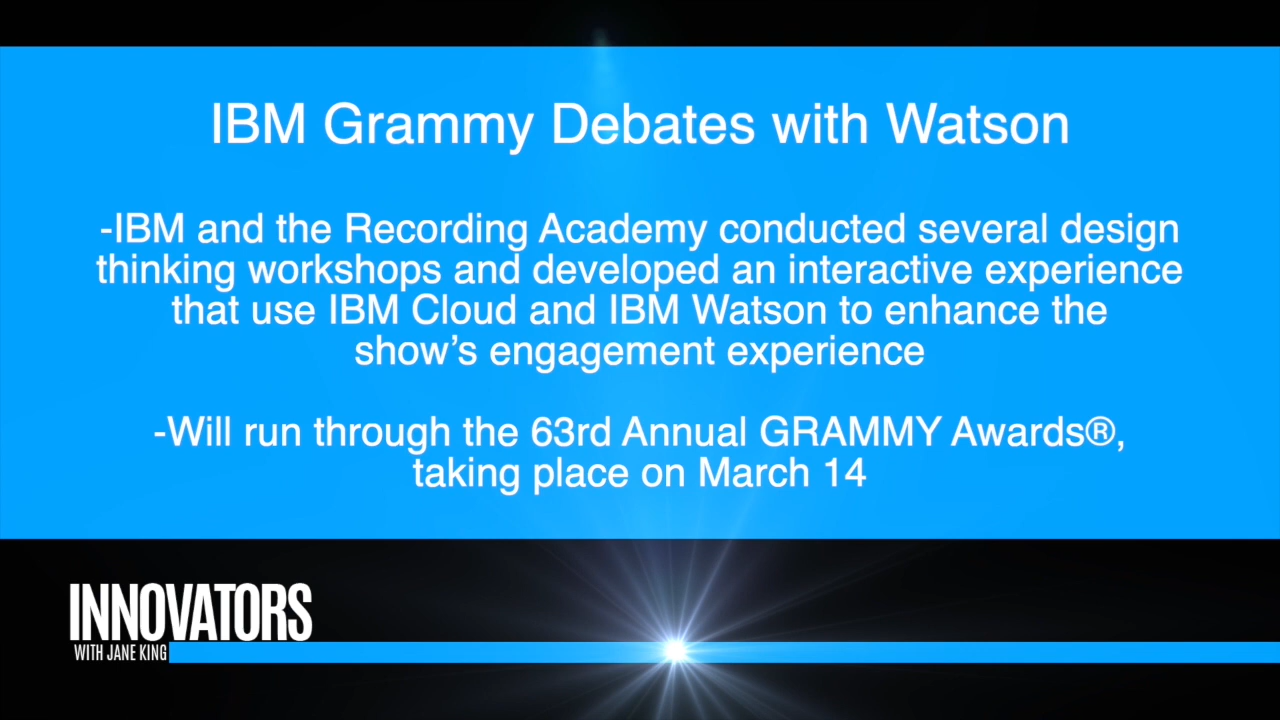 IBM Grammy Debates with Watson
-IBM and the Recording Academy conducted several design
thinking workshops and developed an interactive experience
that use IBM Cloud and IBM Watson to enhance the
show’s engagement experience
-Will run through the 63rd Annual GRAMMY Awards®,
taking place on March 14
INNOVATORS
WITH JANE KING